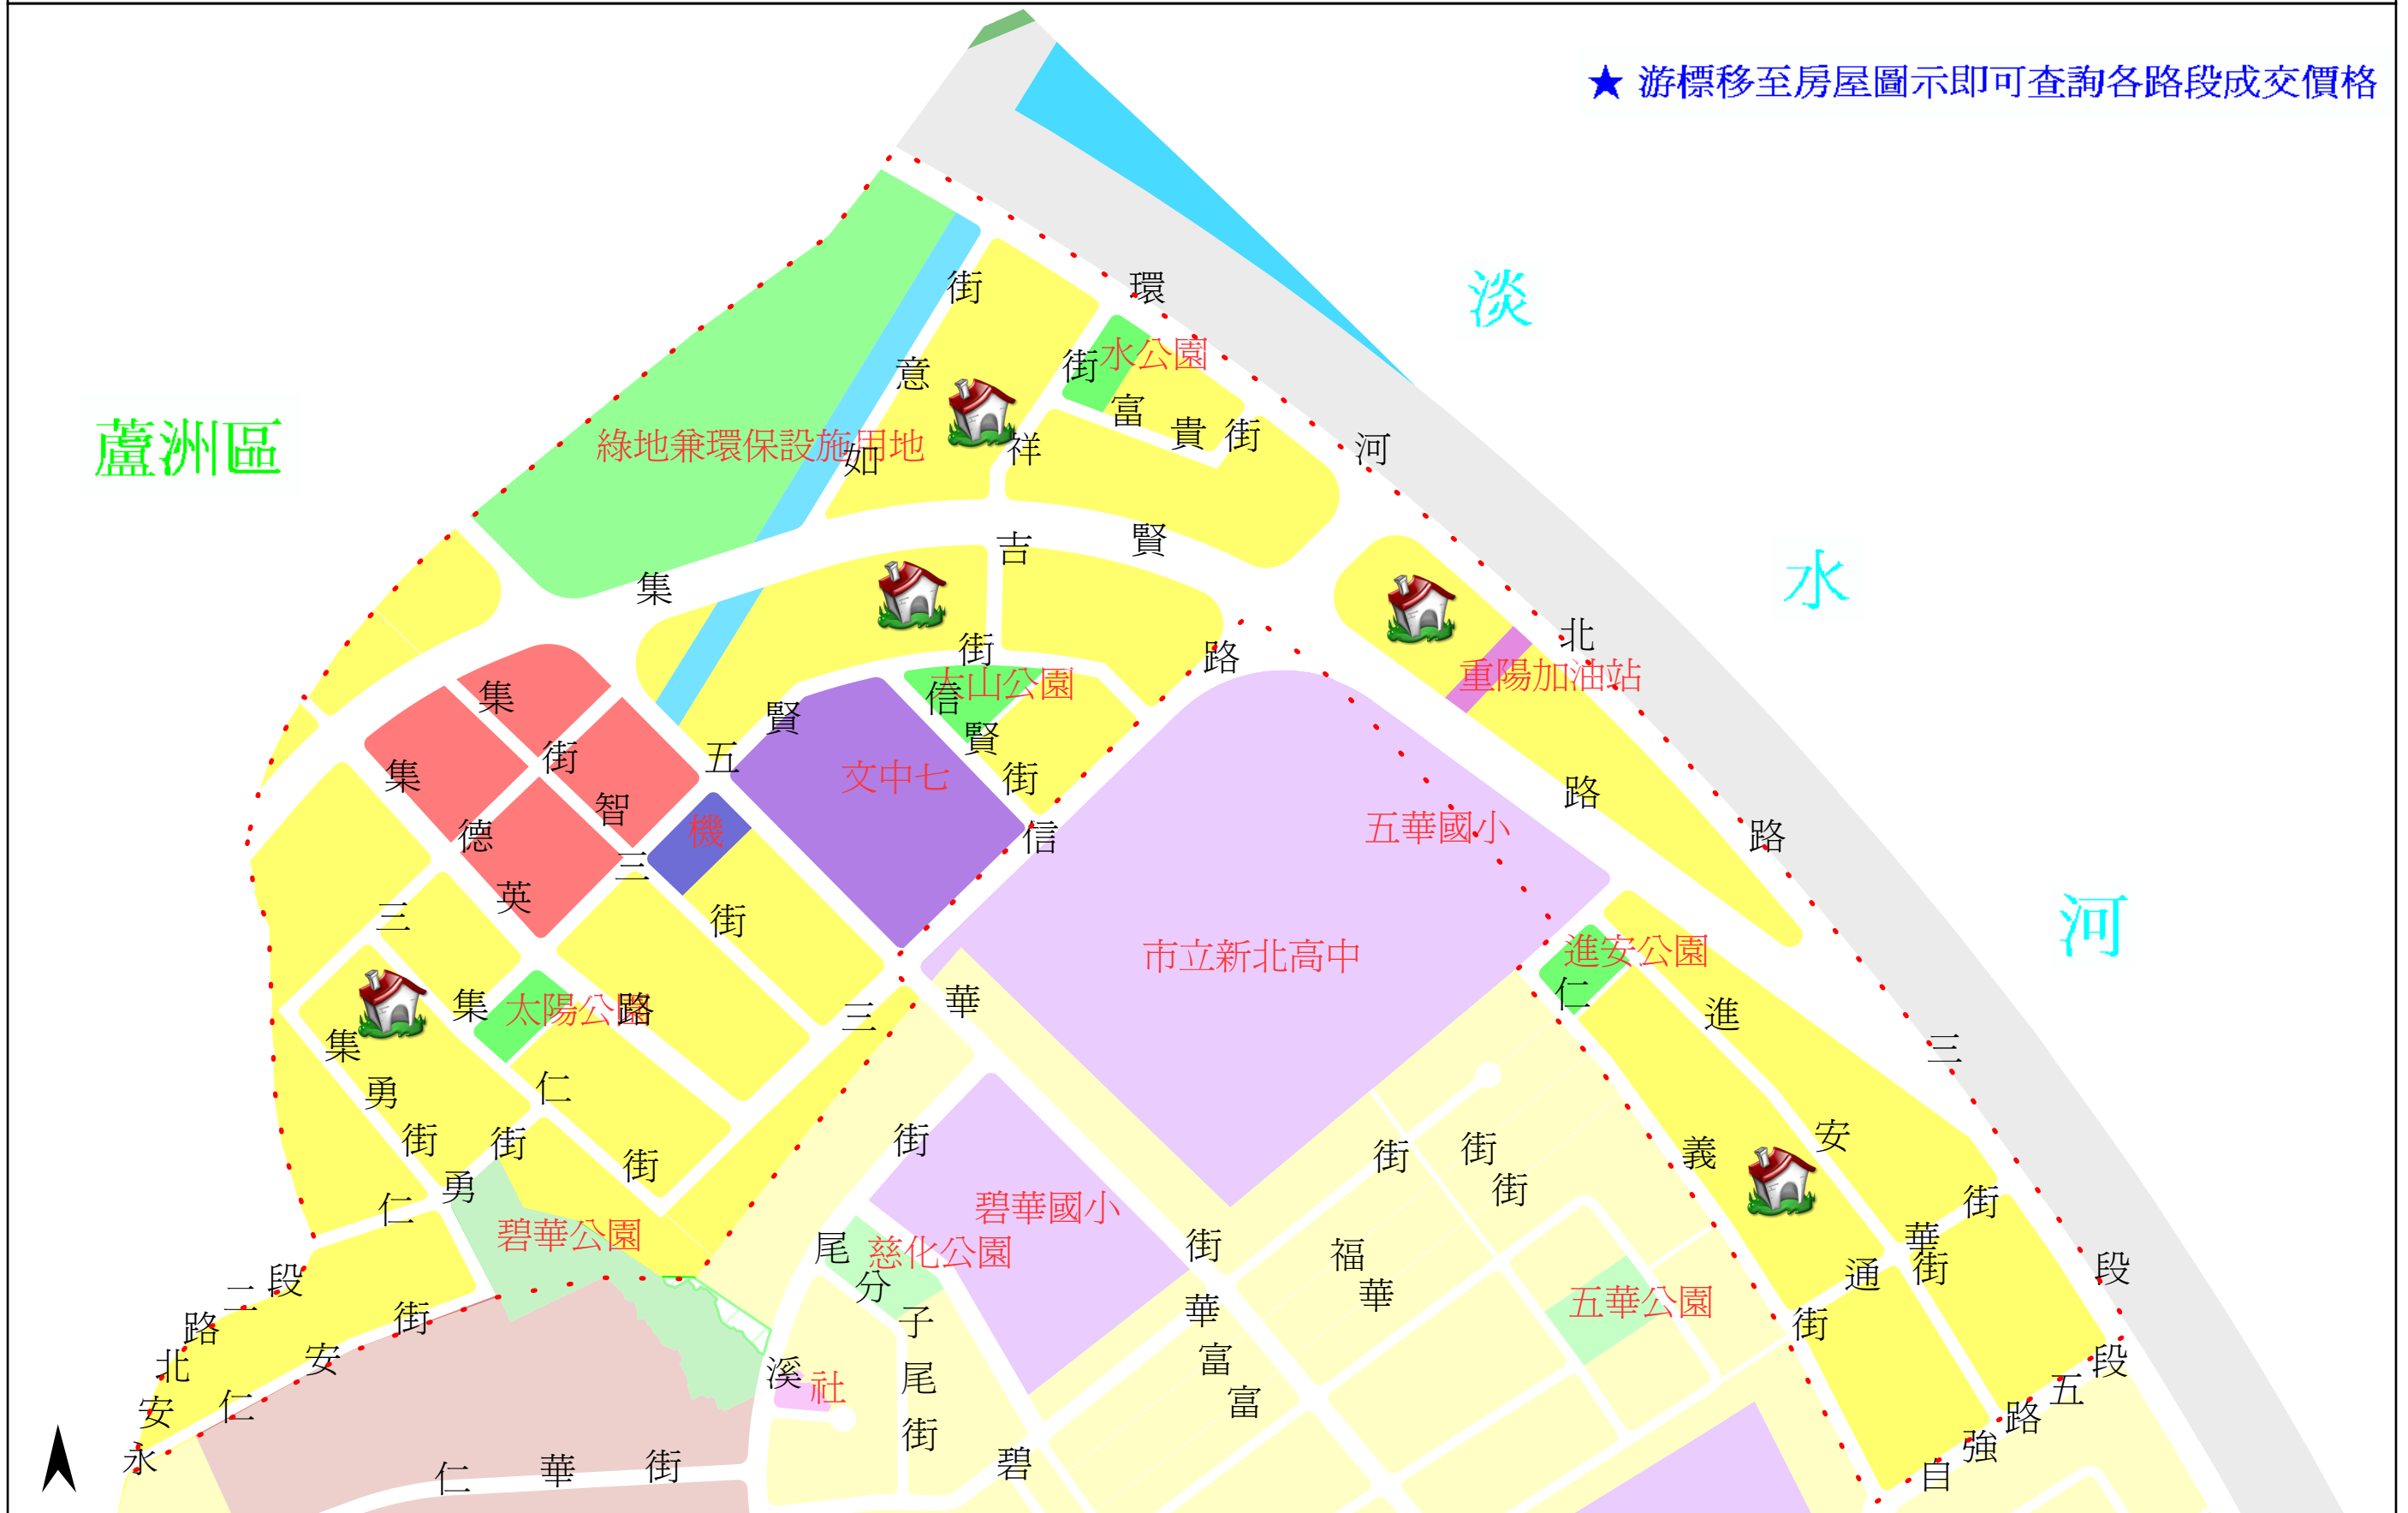 ★ 游標移至房屋圖示即可查詢各路段成交價格
淡水河
蘆洲區
環河北路三段
如意街
吉祥街
水公園
富貴街
綠地兼環保設施用地
集賢路
重陽加油站
信賢街
大山公園
五賢街
文中七
集智街
集英路
集德街
機
三信路
五華國小
市立新北高中
進安公園
進安街
仁義街
華街
通街
三街
集仁街
太陽公園
集勇街
仁勇街
碧華公園
仁安街
永安北路二段
五華街
溪尾街
碧華國小
慈化公園
分子尾街
社
碧華街
福街
華街
富街
富華街
五華公園
自強路五段
仁華街